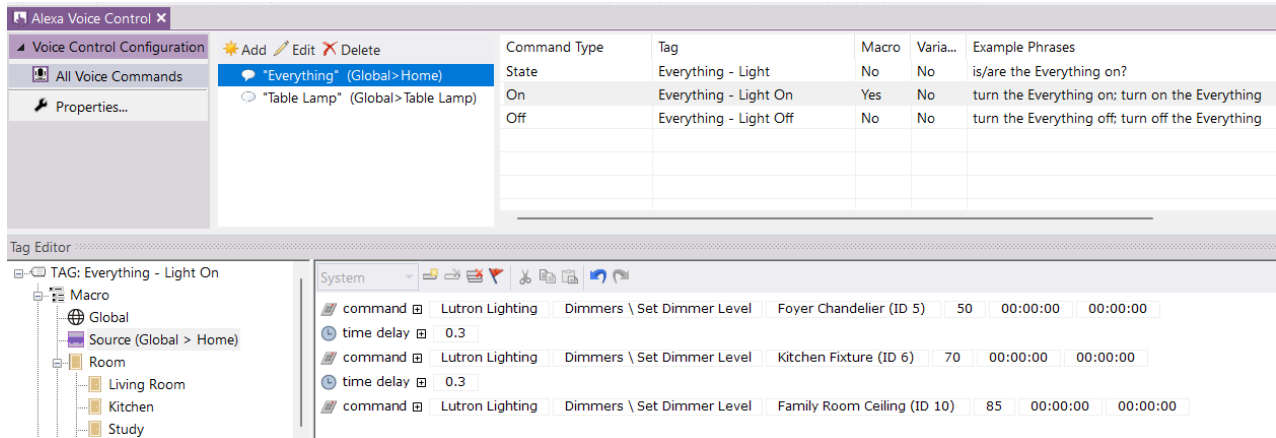 Alexa Voice Control
Voice Control Configuration
All Voice Commands
Properties...
Add Edit Delete
"Everything" (Global>Home)
"Table Lamp" (Global>Table Lamp)
Command Type Tag Macro Varia... Example Phrases
State Everything - Light No No is/are the Everything on?
On Everything - Light On Yes No turn the Everything on; turn on the Everything
Off Everything - Light Off No No turn the Everything off; turn off the Everything
Tag Editor
TAG: Everything - Light On
Macro
Global
Source (Global > Home)
Room
Living Room
Kitchen
Study
System
command Lutron Lighting Dimmers \ Set Dimmer Level Foyer Chandelier (ID 5) 50 00:00:00 00:00:00
time delay 0.3
command Lutron Lighting Dimmers \ Set Dimmer Level Kitchen Fixture (ID 6) 70 00:00:00 00:00:00
time delay 0.3
command Lutron Lighting Dimmers \ Set Dimmer Level Family Room Ceiling (ID 10) 85 00:00:00 00:00:00